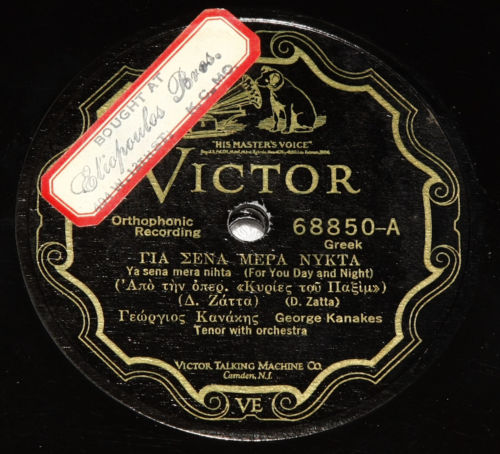 BOUGHT AT
Eliopoulos Bros.
K.C. MO.
"HIS MASTER'S VOICE"
VICTOR
Orthophonic
Recording
68850-A
Greek
ΓΙΑ ΣΕΝΑ ΜΕΡΑ ΝΥΚΤΑ
Ya sena mera nihta (For You Day and Night)
(Ἀπὸ τὴν ὀπερ. «Κυρίες τοῦ Παξὶμ»)
(Δ. Ζάττα) (D. Zatta)
Γεώργιος Κανάκης George Kanakes
Tenor with orchestra
VICTOR TALKING MACHINE CO.
Camden, N.J.
VE